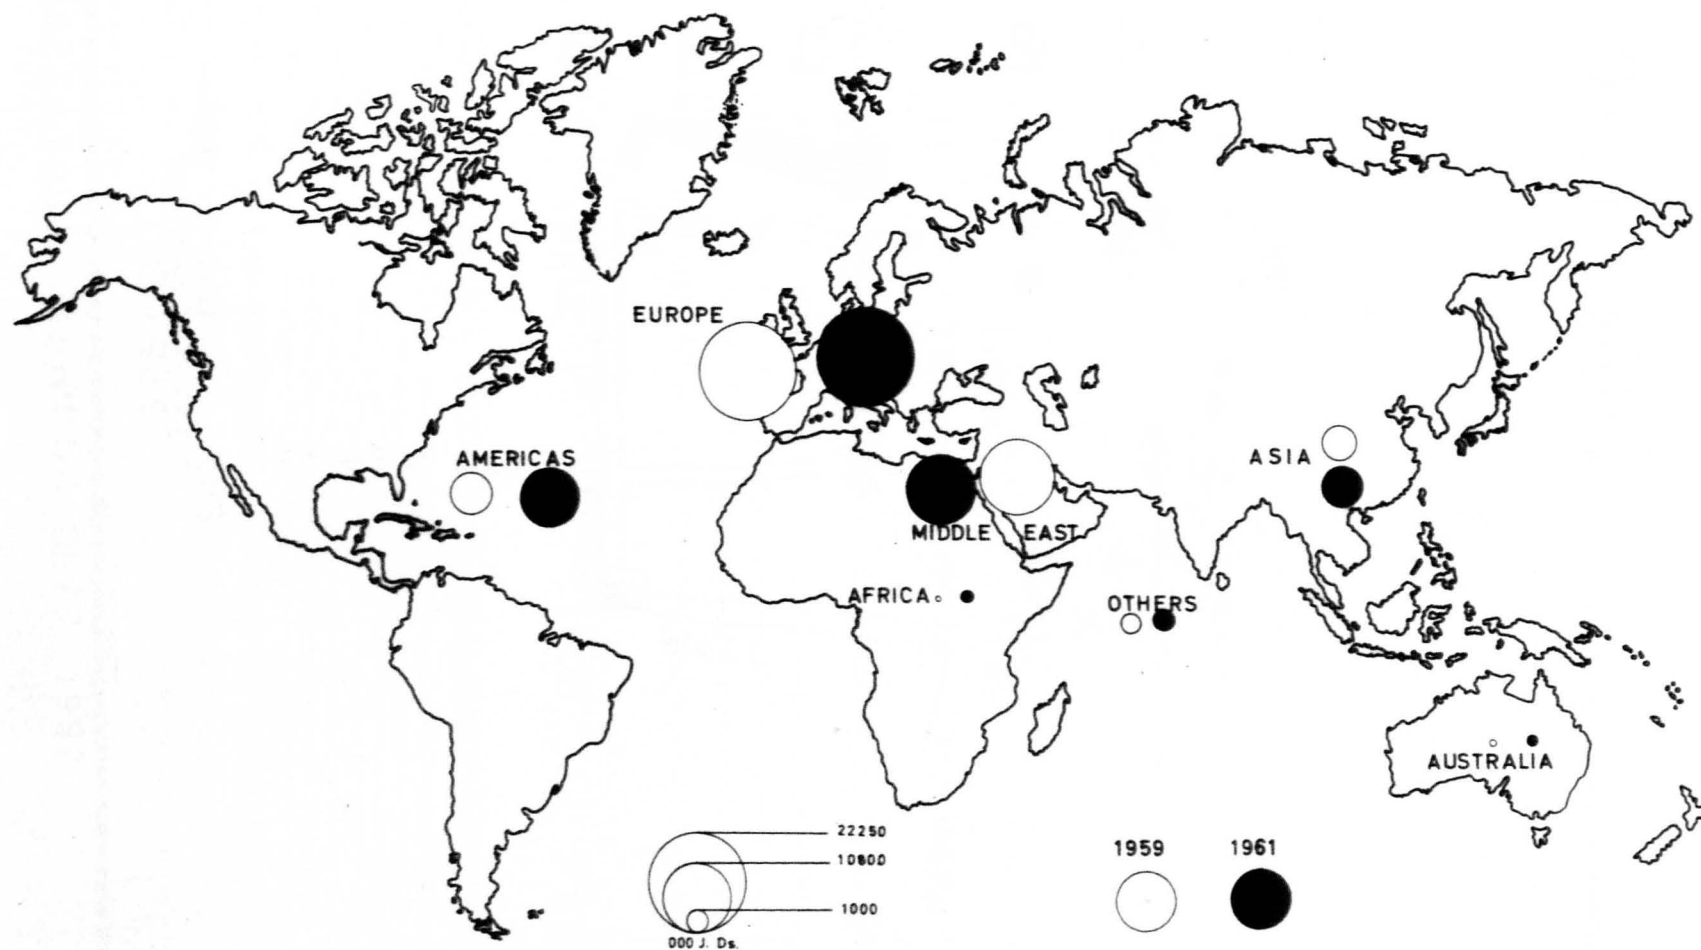 EUROPE
AMERICAS
ASIA
MIDDLE EAST
AFRICA
OTHERS
AUSTRALIA
22250
10800
1000
000 J. Ds.
1959 1961